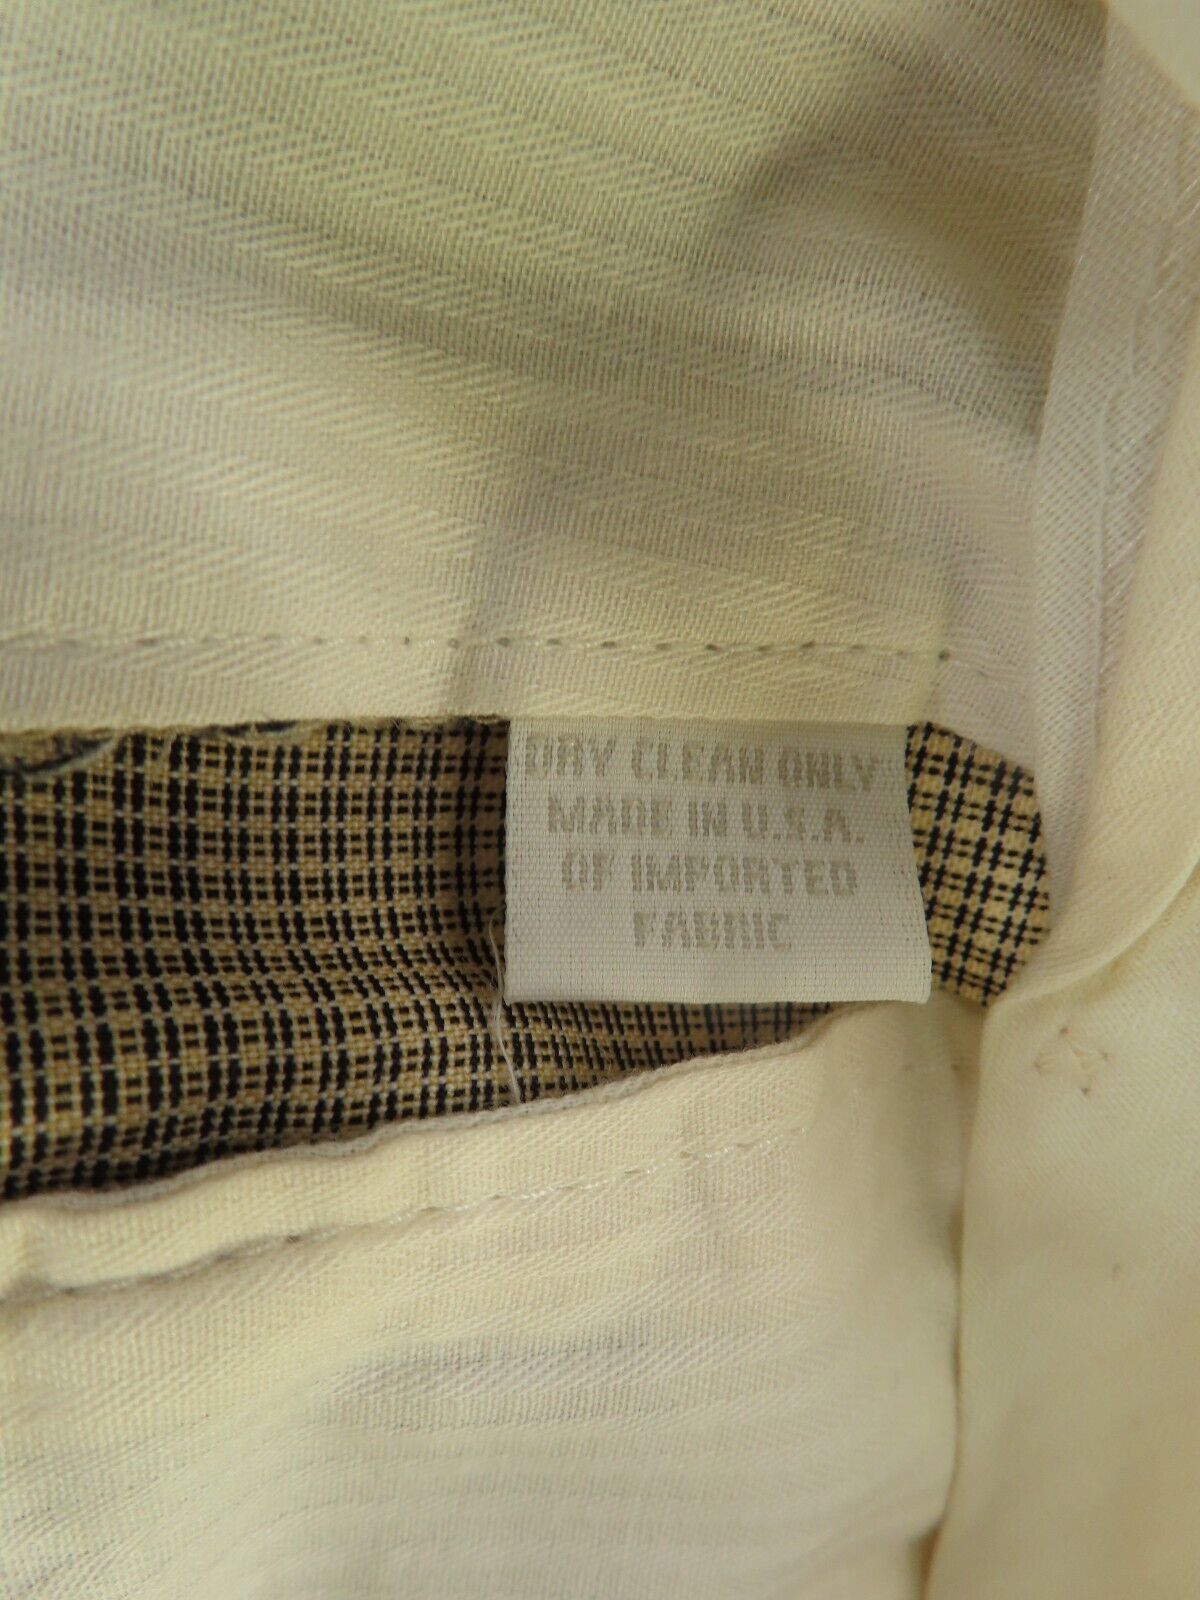 DRY CLEAN ONLY
MADE IN U.S.A.
OF IMPORTED
FABRIC